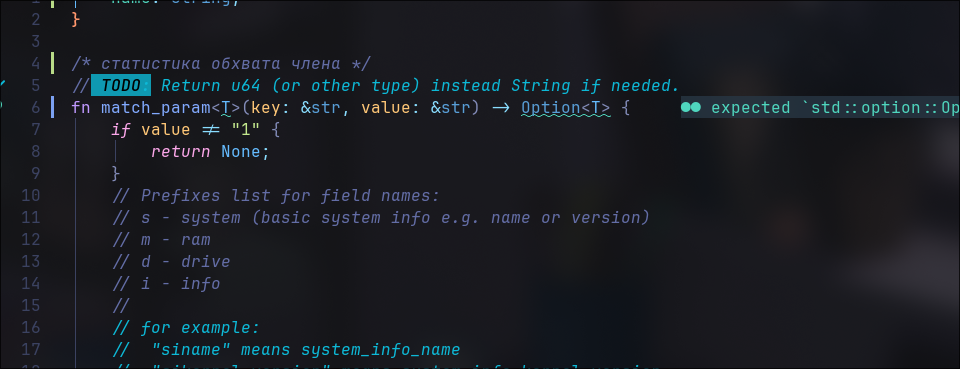 1 name: String,
2 }
3
4 /* статистика обхвата члена */
5 // TODO: Return u64 (or other type) instead String if needed.
6 fn match_param<T>(key: &str, value: &str) -> Option<T> { ●● expected `std::option::Op
7 if value != "1" {
8 return None;
9 }
10 // Prefixes list for field names:
11 // s - system (basic system info e.g. name or version)
12 // m - ram
13 // d - drive
14 // i - info
15 //
16 // for example:
17 // "siname" means system_info_name